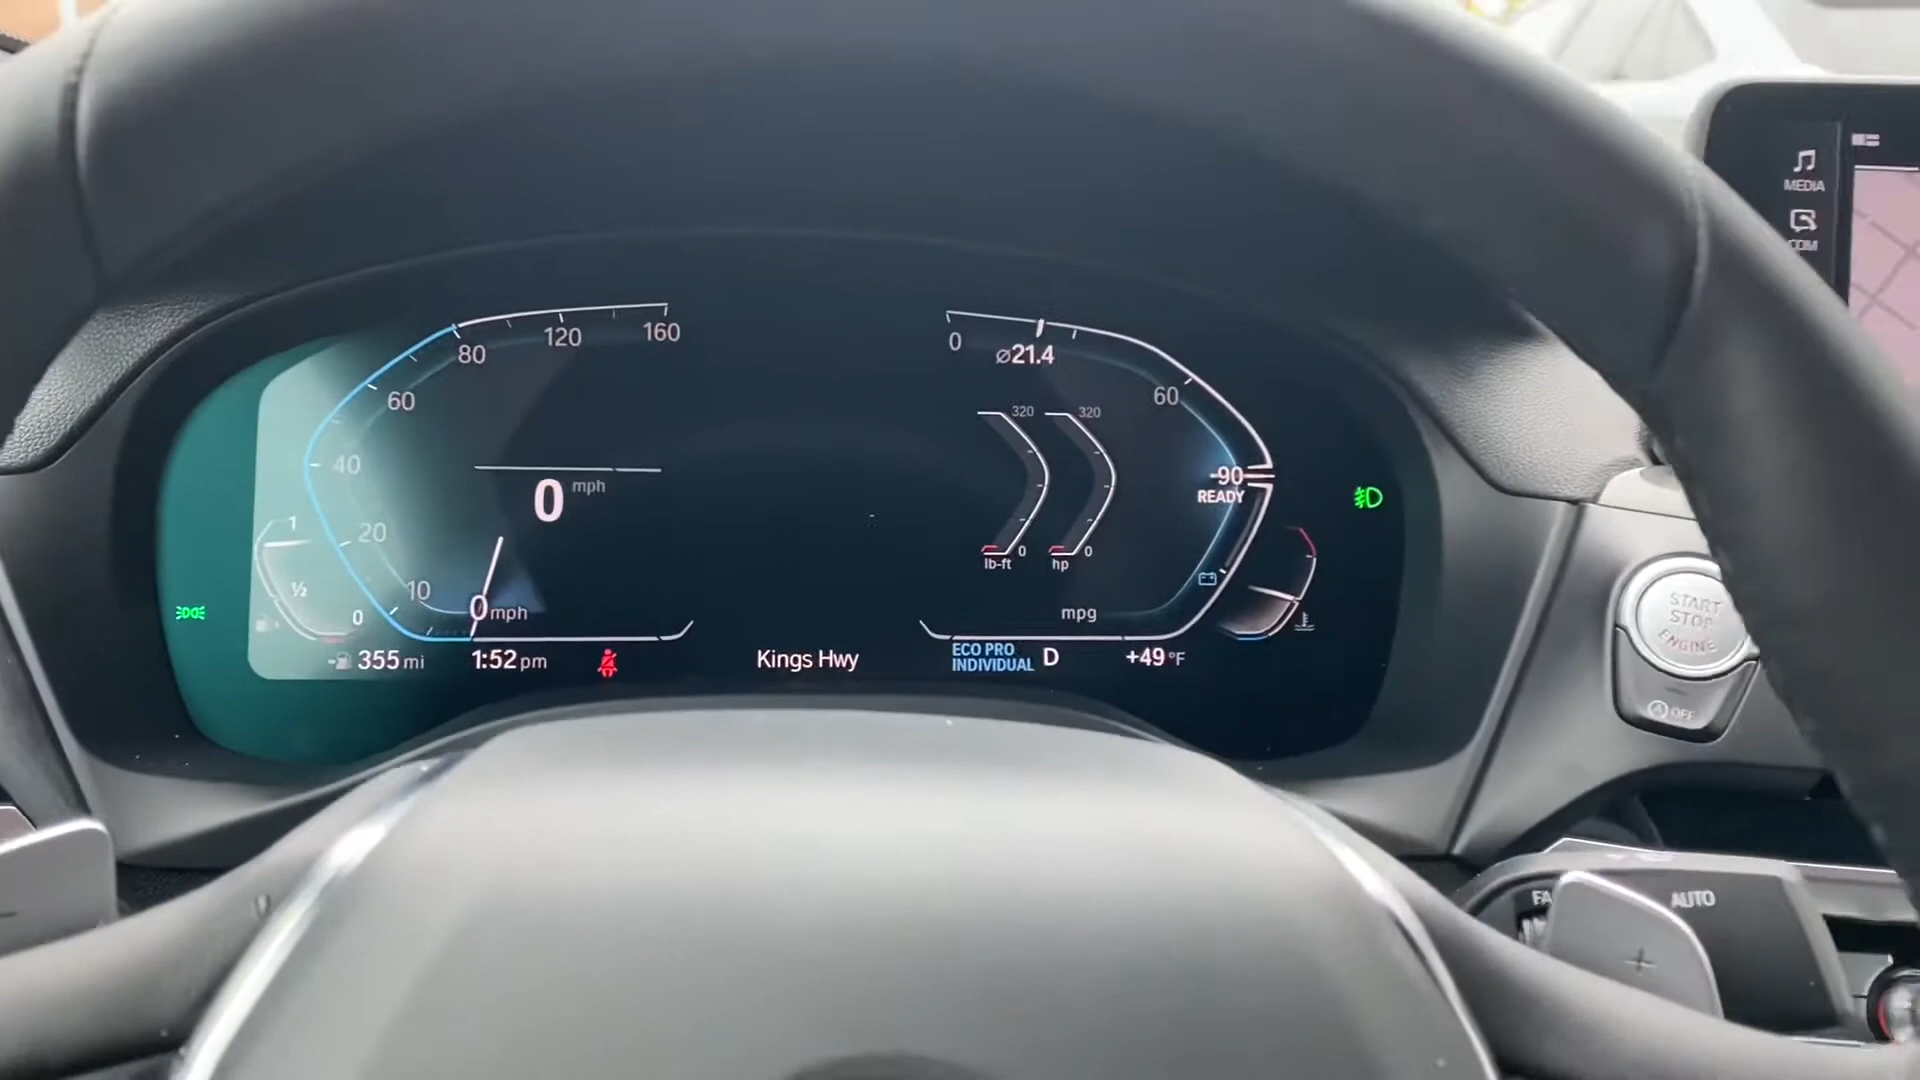 MEDIA
COM
80
120
160
0
⌀21.4
60
60
320
320
40
0 mph
-90
READY
1
20
½
0
0
lb-ft
hp
10
0
0 mph
mpg
355 mi
1:52 pm
Kings Hwy
ECO PRO
INDIVIDUAL
D
+49 °F
START
STOP
ENGINE
A OFF
AUTO
+